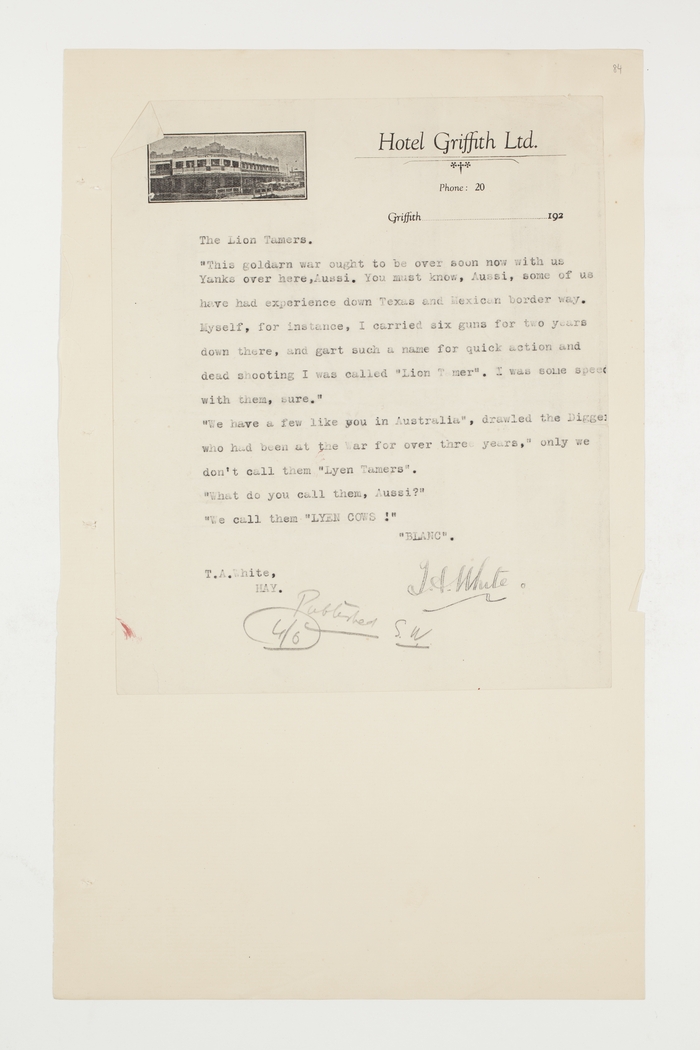 84
Hotel Griffith Ltd.
Phone: 20
Griffith 192
The Lion Tamers.
"This goldarn war ought to be over soon now with us
Yanks over here,Aussi. You must know, Aussi, some of us
have had experience down Texas and Mexican border way.
Myself, for instance, I carried six guns for two years
down there, and gart such a name for quick action and
dead shooting I was called "Lion T mer". I was some speed
with them, sure."
"We have a few like you in Australia", drawled the Digger
who had been at the War for over three years," only we
don't call them "Lyen Tamers".
"What do you call them, Aussi?"
"We call them "LYEN COWS !"
"BLANC".
T.A.White,
HAY.
T.A. White.
Published
4/6 S.W.